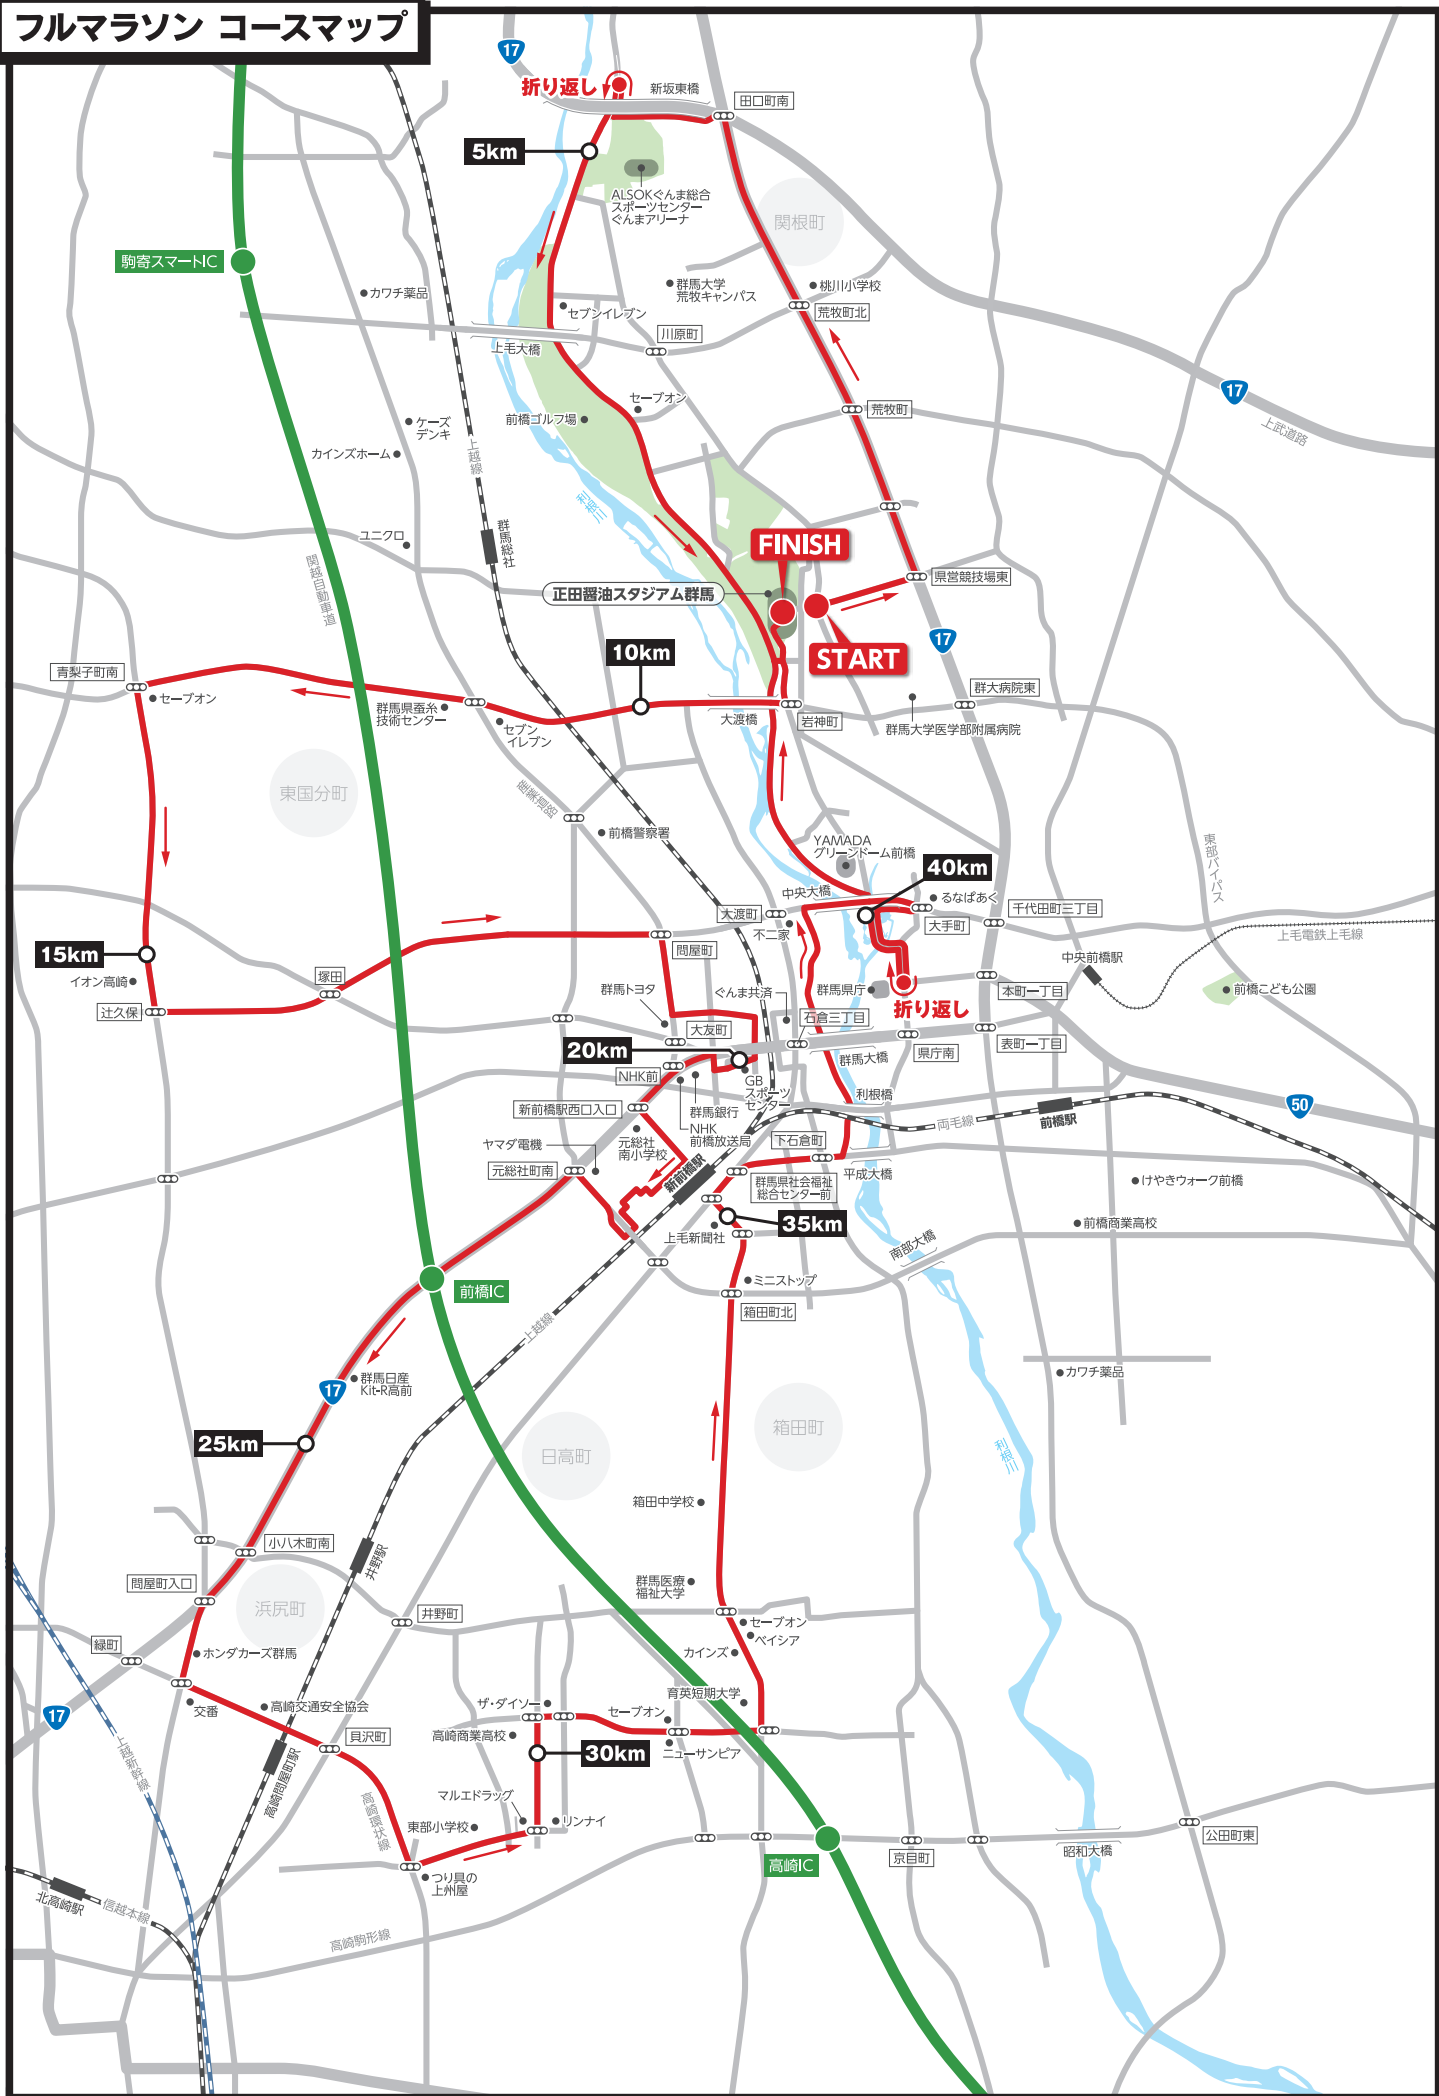 フルマラソン コースマップ
17
折り返し
新坂東橋
田口町南
5km
ALSOKぐんま総合
スポーツセンター
ぐんまアリーナ
関根町
駒寄スマートIC
カワチ薬品
群馬大学
荒牧キャンパス
桃川小学校
セブンイレブン
荒牧町北
川原町
上毛大橋
17
上武道路
セーブオン
荒牧町
前橋ゴルフ場
ケーズ
デンキ
カインズホーム
上越線
利根川
ユニクロ
群馬総社
関越自動車道
FINISH
県営競技場東
正田醤油スタジアム群馬
START
17
10km
青梨子町南
セーブオン
群馬県蚕糸
技術センター
セブン
イレブン
大渡橋
岩神町
群大病院東
群馬大学医学部附属病院
東国分町
産業道路
前橋警察署
YAMADA
グリーンドーム前橋
東部バイパス
40km
中央大橋
るなぱあく
大渡町
不二家
大手町
千代田町三丁目
上毛電鉄上毛線
中央前橋駅
15km
イオン高崎
塚田
問屋町
辻久保
群馬トヨタ
ぐんま共済
群馬県庁
折り返し
本町一丁目
前橋こども公園
大友町
石倉三丁目
20km
群馬大橋
県庁南
表町一丁目
NHK前
GB
スポーツ
センター
利根橋
新前橋駅西口入口
群馬銀行
NHK
前橋放送局
両毛線
前橋駅
50
ヤマダ電機
元総社
南小学校
下石倉町
元総社町南
新前橋駅
群馬県社会福祉
総合センター前
平成大橋
けやきウォーク前橋
35km
上毛新聞社
前橋商業高校
南部大橋
ミニストップ
前橋IC
箱田町北
上越線
群馬日産
Kit-R高前
17
カワチ薬品
25km
日高町
箱田町
利根川
箱田中学校
小八木町南
井野駅
問屋町入口
群馬医療
福祉大学
浜尻町
井野町
セーブオン
ベイシア
緑町
ホンダカーズ群馬
カインズ
17
交番
高崎交通安全協会
育英短期大学
ザ・ダイソー
セーブオン
上越新幹線
貝沢町
高崎商業高校
ニューサンピア
30km
高崎問屋町駅
高崎環状線
マルエドラッグ
リンナイ
東部小学校
公田町東
高崎IC
京目町
昭和大橋
つり具の
上州屋
北高崎駅
信越本線
高崎駒形線